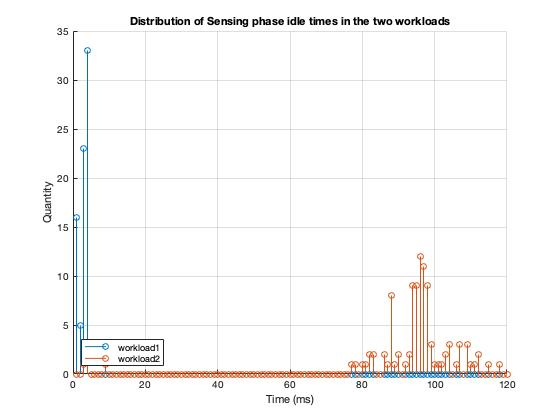 Distribution of Sensing phase idle times in the two workloads
35
30
25
20
15
10
5
0
Quantity
workload1
workload2
0 20 40 60 80 100 120
Time (ms)